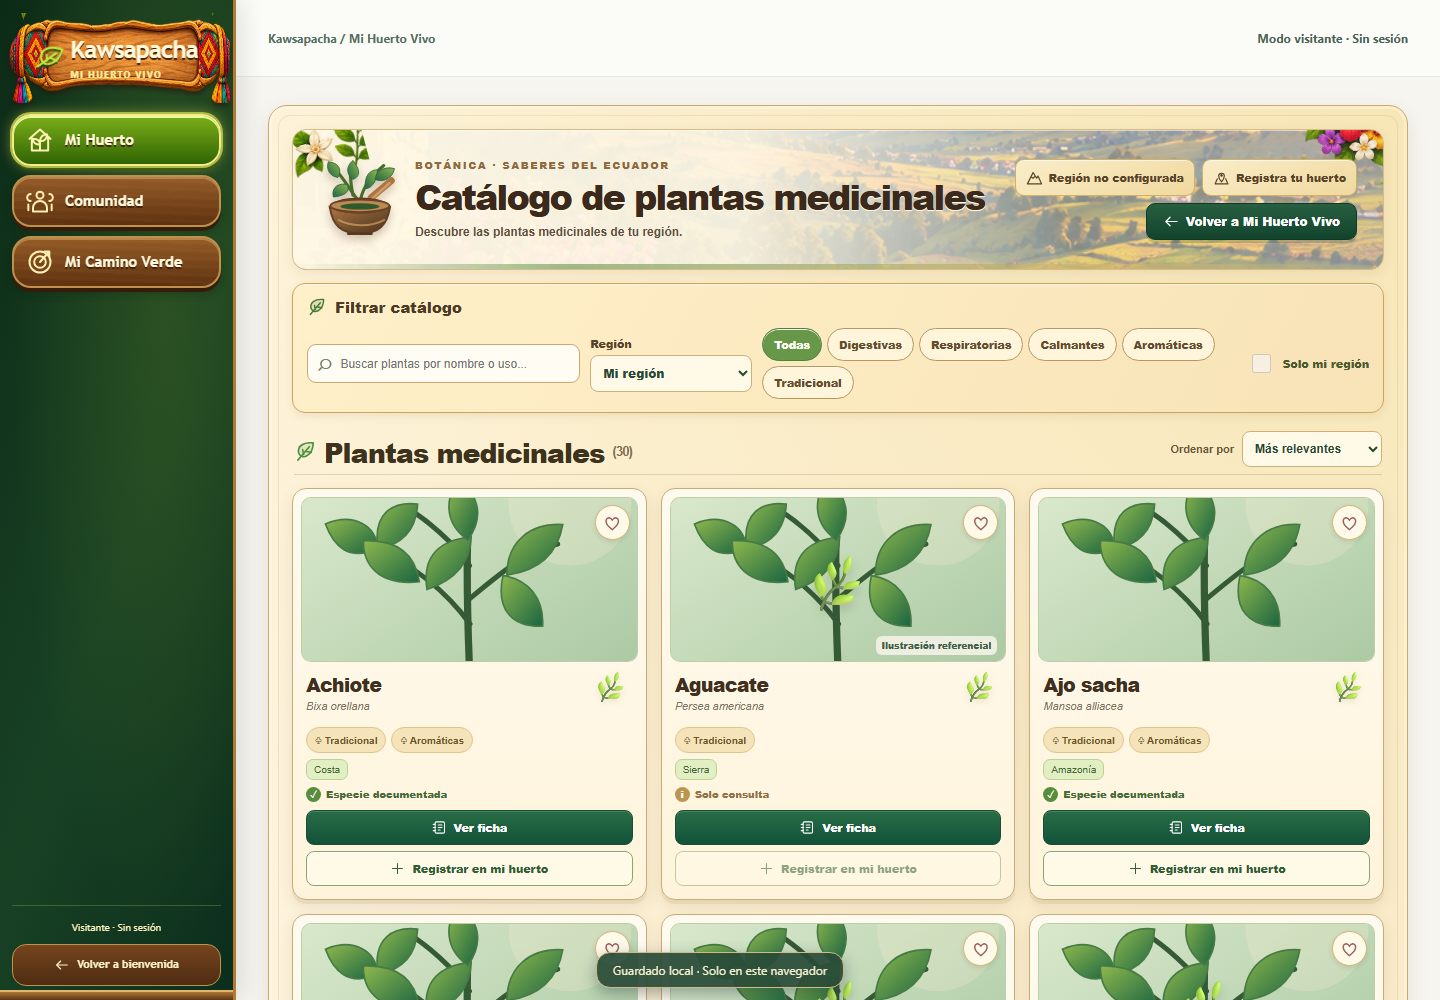 Kawsapacha
MI HUERTO VIVO
Mi Huerto
Comunidad
Mi Camino Verde
Visitante · Sin sesión
Volver a bienvenida
Kawsapacha / Mi Huerto Vivo
Modo visitante · Sin sesión
BOTÁNICA · SABERES DEL ECUADOR
Catálogo de plantas medicinales
Descubre las plantas medicinales de tu región.
Región no configurada
Registra tu huerto
Volver a Mi Huerto Vivo
Filtrar catálogo
Buscar plantas por nombre o uso...
Región
Mi región
Todas
Digestivas
Respiratorias
Calmantes
Aromáticas
Tradicional
Solo mi región
Plantas medicinales (30)
Ordenar por
Más relevantes
Achiote
Bixa orellana
Tradicional
Aromáticas
Costa
Especie documentada
Ver ficha
Registrar en mi huerto
Ilustración referencial
Aguacate
Persea americana
Tradicional
Sierra
Solo consulta
Ver ficha
Registrar en mi huerto
Ajo sacha
Mansoa alliacea
Tradicional
Aromáticas
Amazonía
Especie documentada
Ver ficha
Registrar en mi huerto
Guardado local · Solo en este navegador